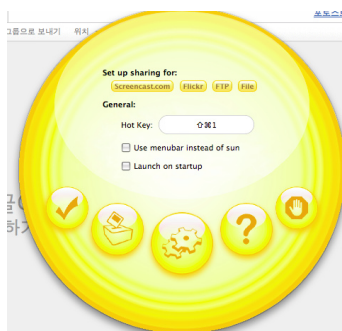 그룹으로 보내기 위치
Set up sharing for:
Screencast.com Flickr FTP File
General:
Hot Key: ⇧⌘1
Use menubar instead of sun
Launch on startup